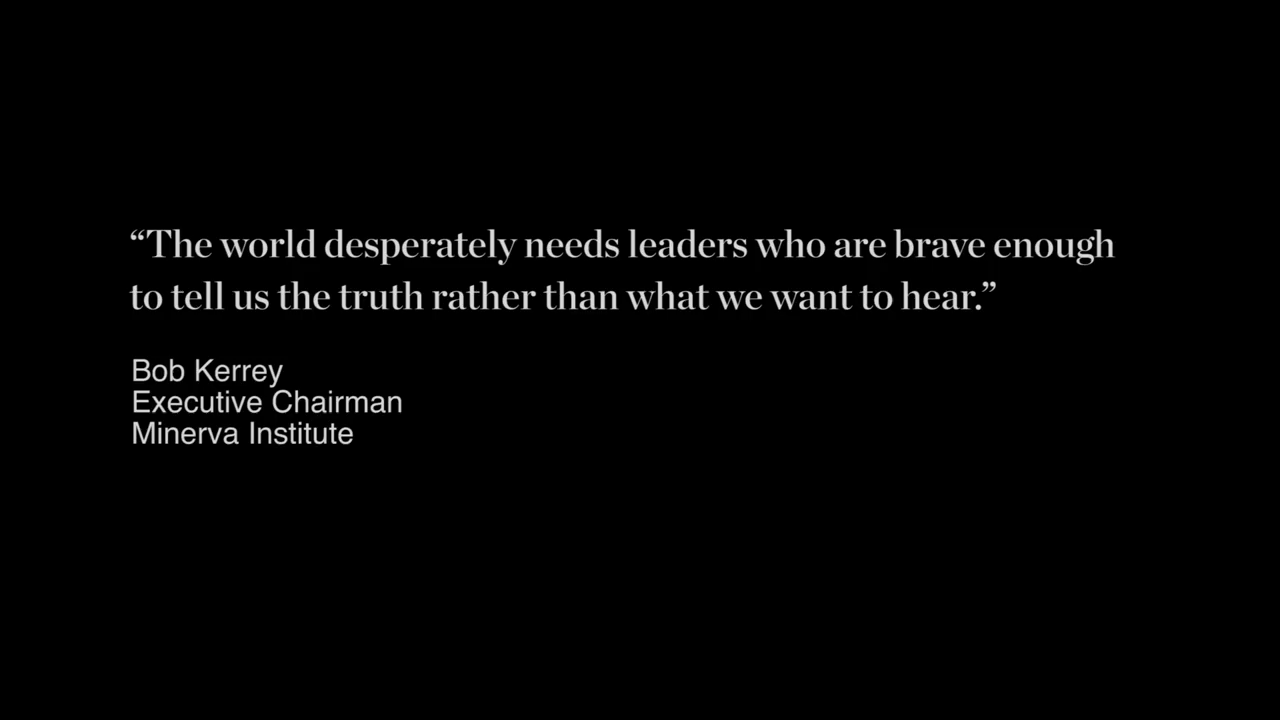 “The world desperately needs leaders who are brave enough
to tell us the truth rather than what we want to hear.”
Bob Kerrey
Executive Chairman
Minerva Institute